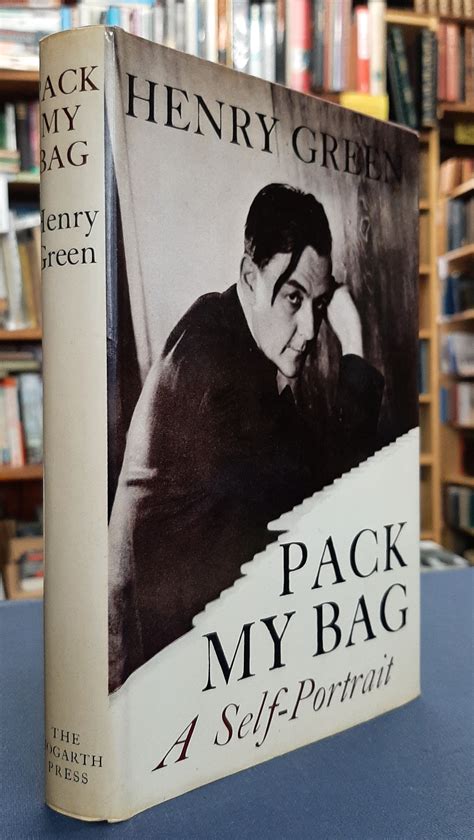 PACK
MY
BAG
Henry
Green
THE
HOGARTH
PRESS
HENRY GREEN
PACK
MY BAG
A Self-Portrait